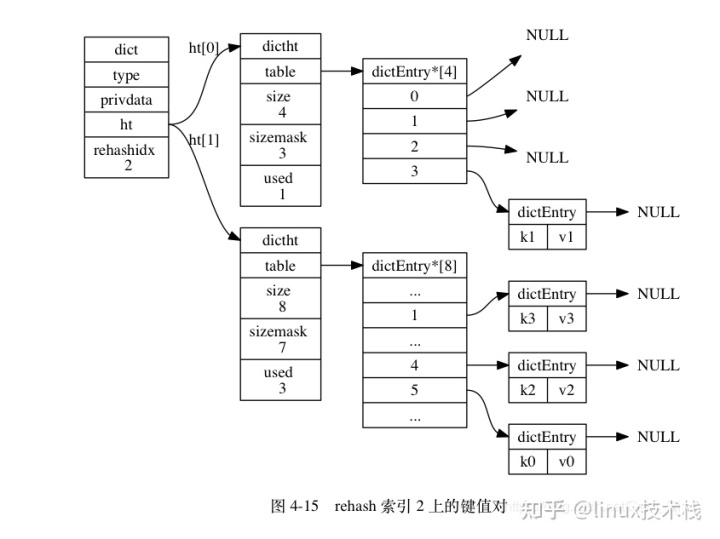 dict
type
privdata
ht
rehashidx
2
ht[0]
ht[1]
dictht
table
size
4
sizemask
3
used
1
dictEntry*[4]
0
1
2
3
NULL
NULL
NULL
dictEntry
k1 v1
NULL
dictht
table
size
8
sizemask
7
used
3
dictEntry*[8]
...
1
...
4
5
...
dictEntry
k3 v3
NULL
dictEntry
k2 v2
NULL
dictEntry
k0 v0
NULL
图 4-15 rehash 索引 2 上的键值对
知乎 @linux技术栈